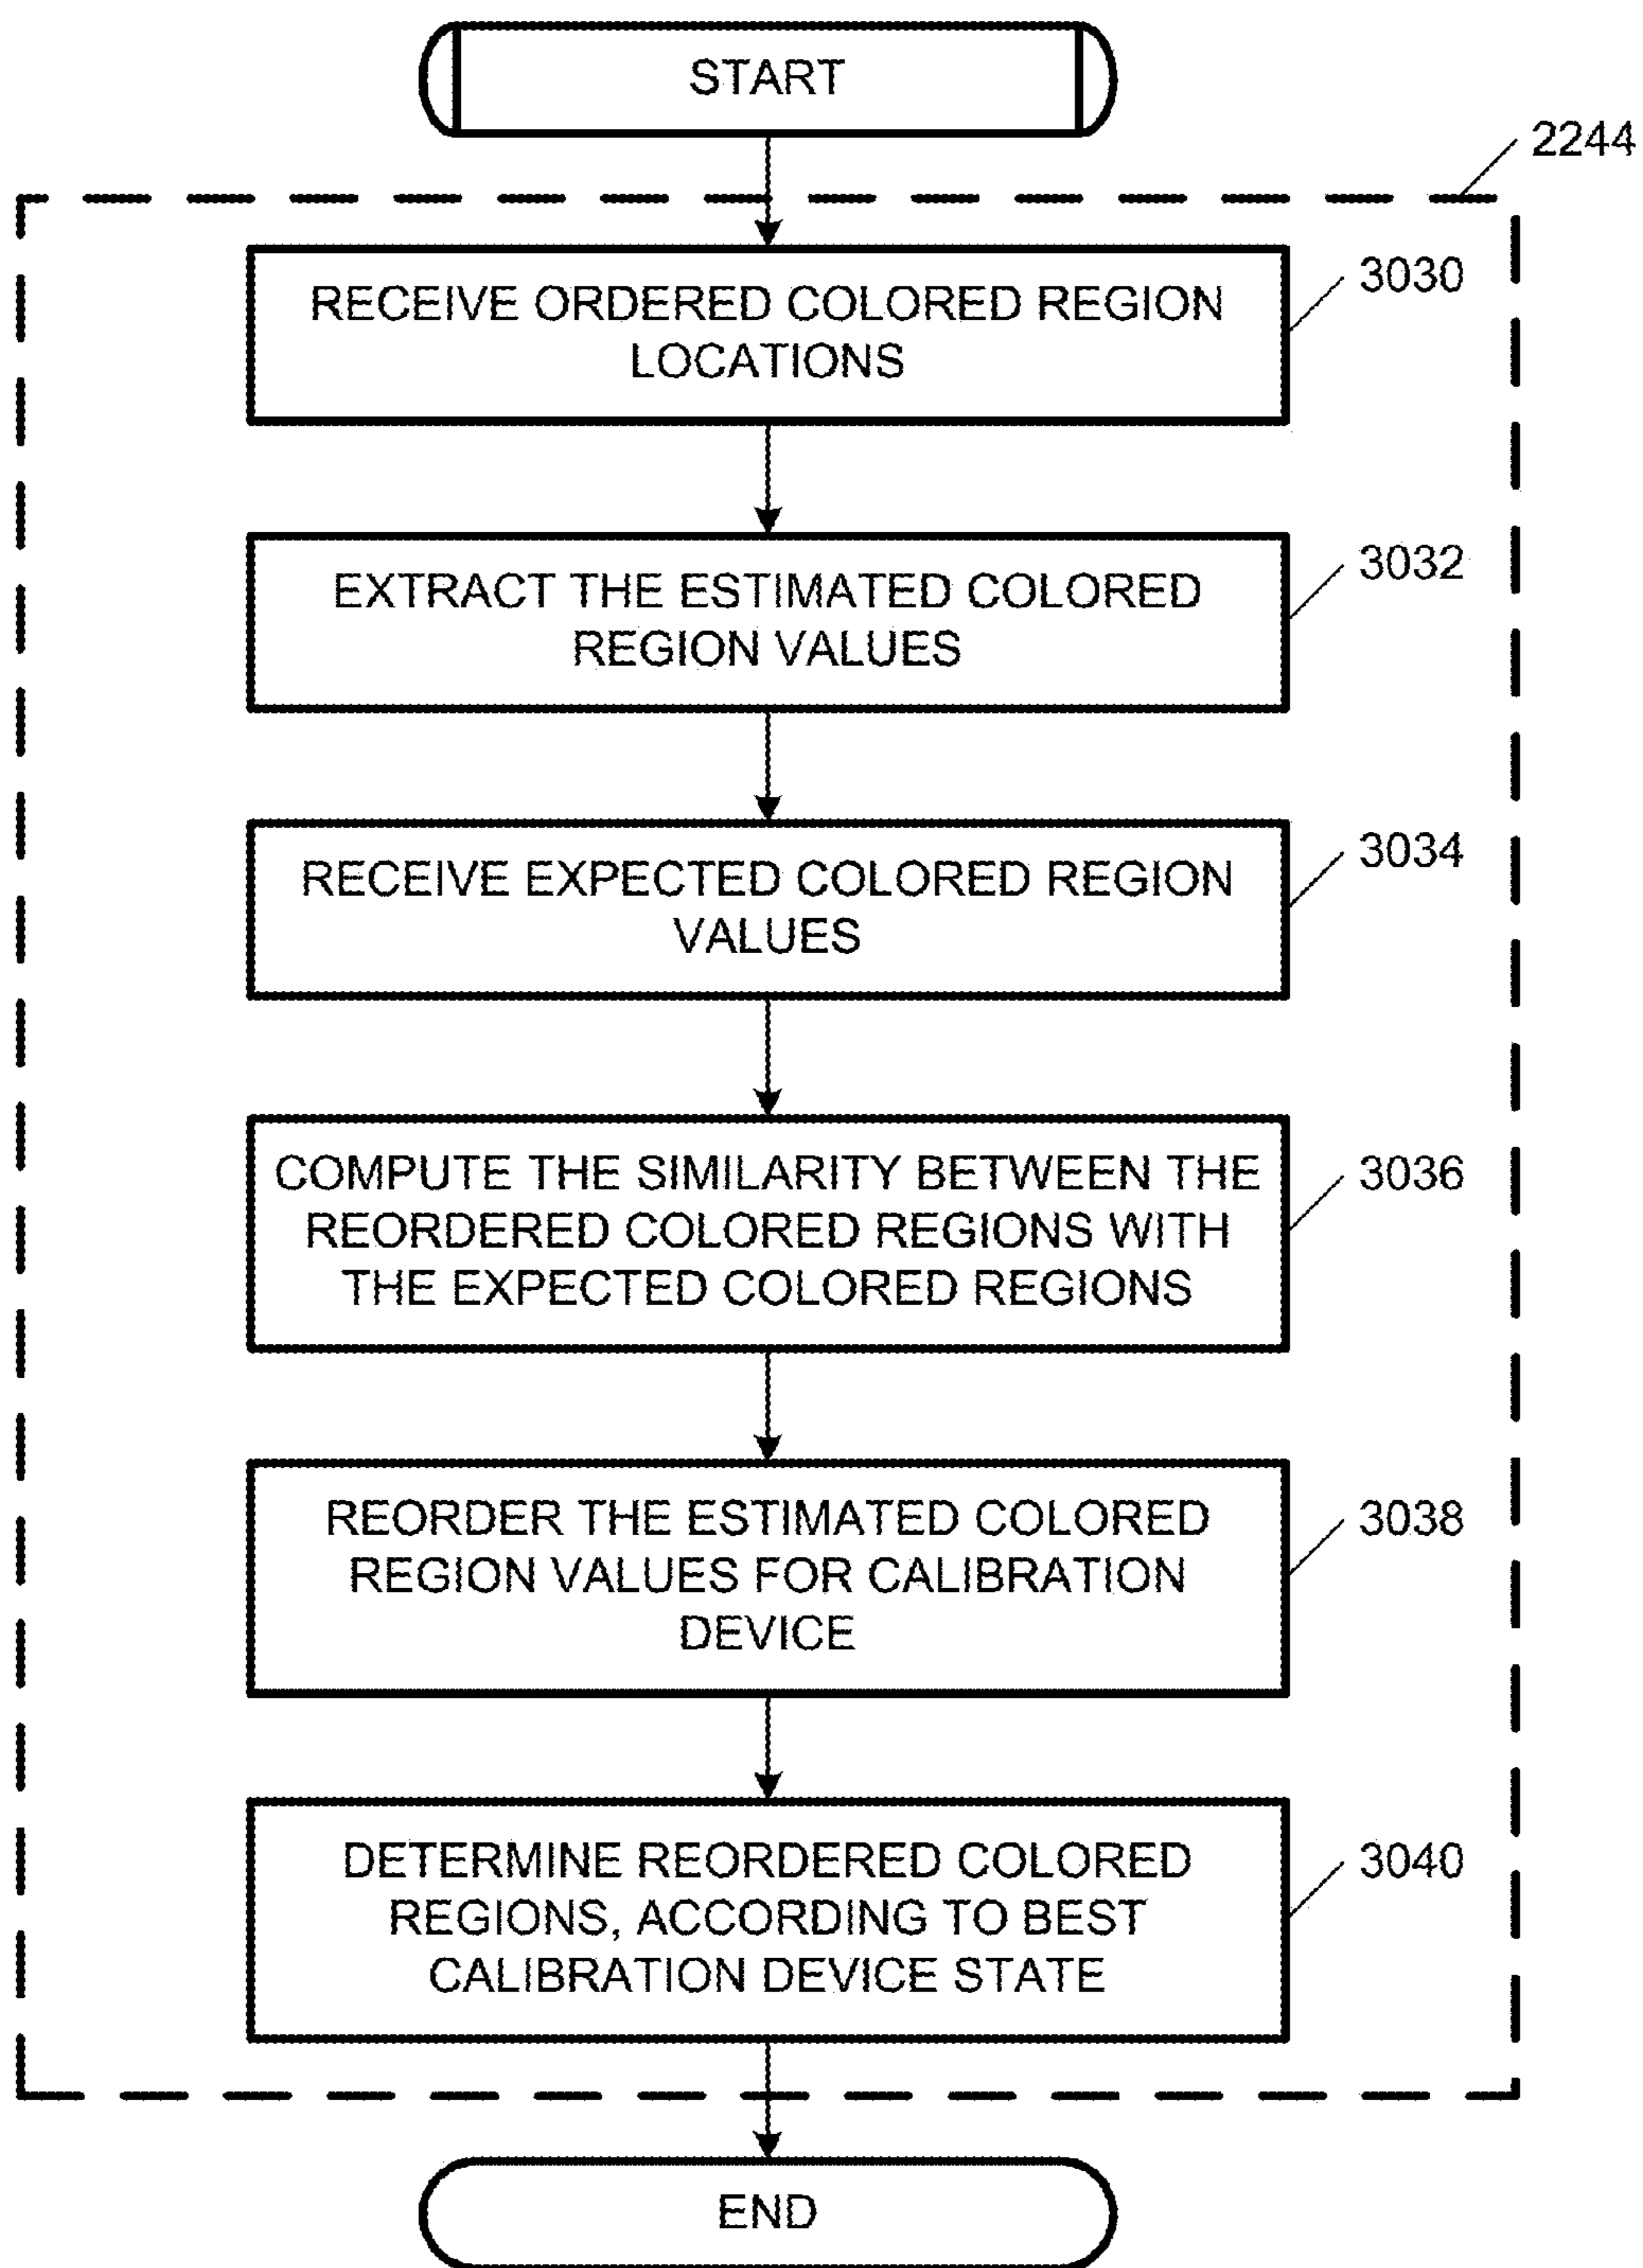 START
2244
RECEIVE ORDERED COLORED REGION
LOCATIONS
3030
EXTRACT THE ESTIMATED COLORED
REGION VALUES
3032
RECEIVE EXPECTED COLORED REGION
VALUES
3034
COMPUTE THE SIMILARITY BETWEEN THE
REORDERED COLORED REGIONS WITH
THE EXPECTED COLORED REGIONS
3036
REORDER THE ESTIMATED COLORED
REGION VALUES FOR CALIBRATION
DEVICE
3038
DETERMINE REORDERED COLORED
REGIONS, ACCORDING TO BEST
CALIBRATION DEVICE STATE
3040
END